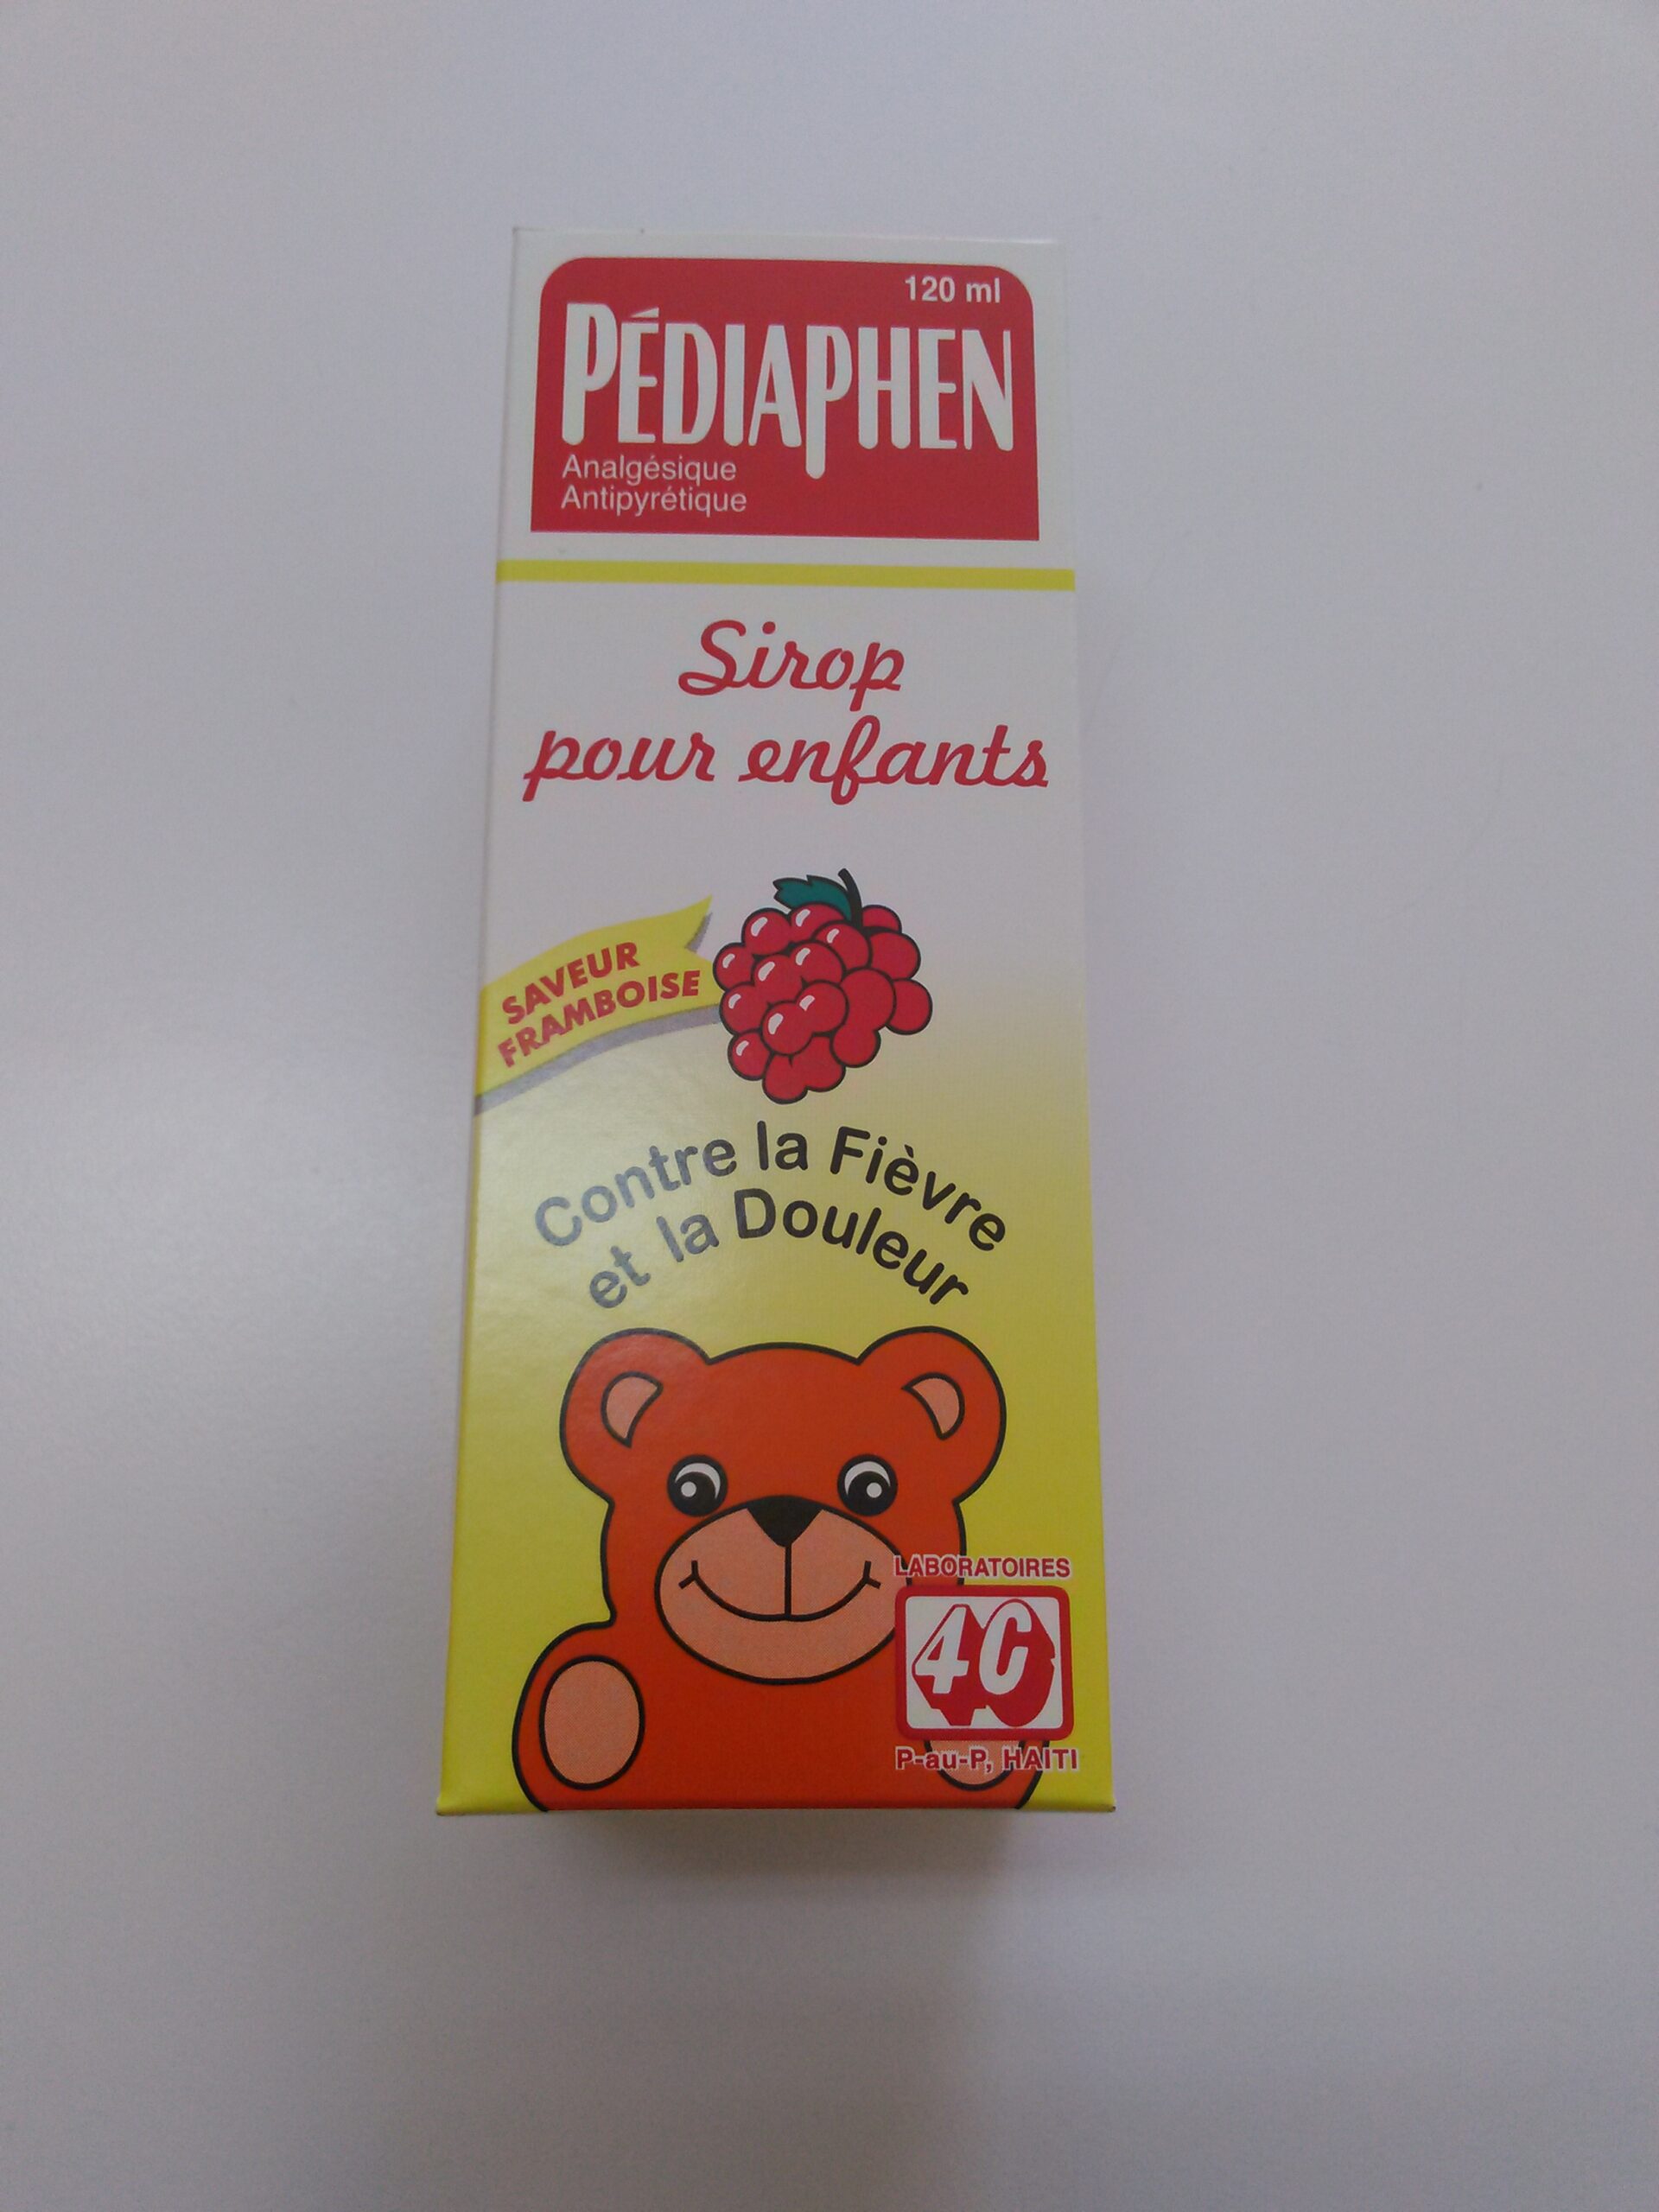 120 ml
PÉDIAPHEN
Analgésique
Antipyrétique
Sirop
pour enfants
SAVEUR
FRAMBOISE
Contre la Fièvre
et la Douleur
LABORATOIRES
4C
P-au-P, HAITI